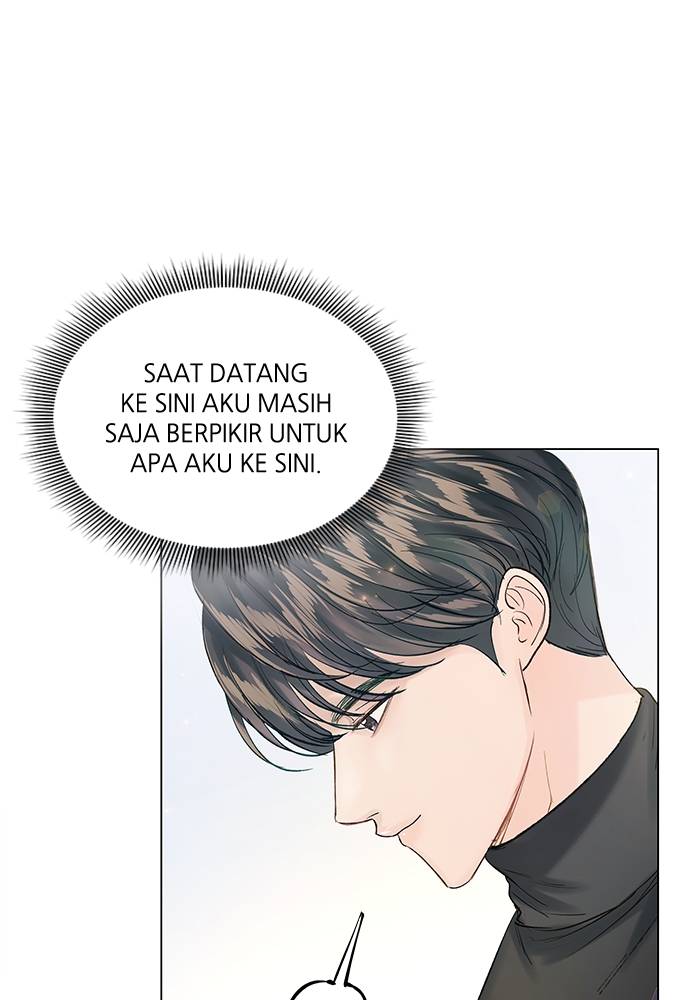 SAAT DATANG
KE SINI AKU MASIH
SAJA BERPIKIR UNTUK
APA AKU KE SINI.